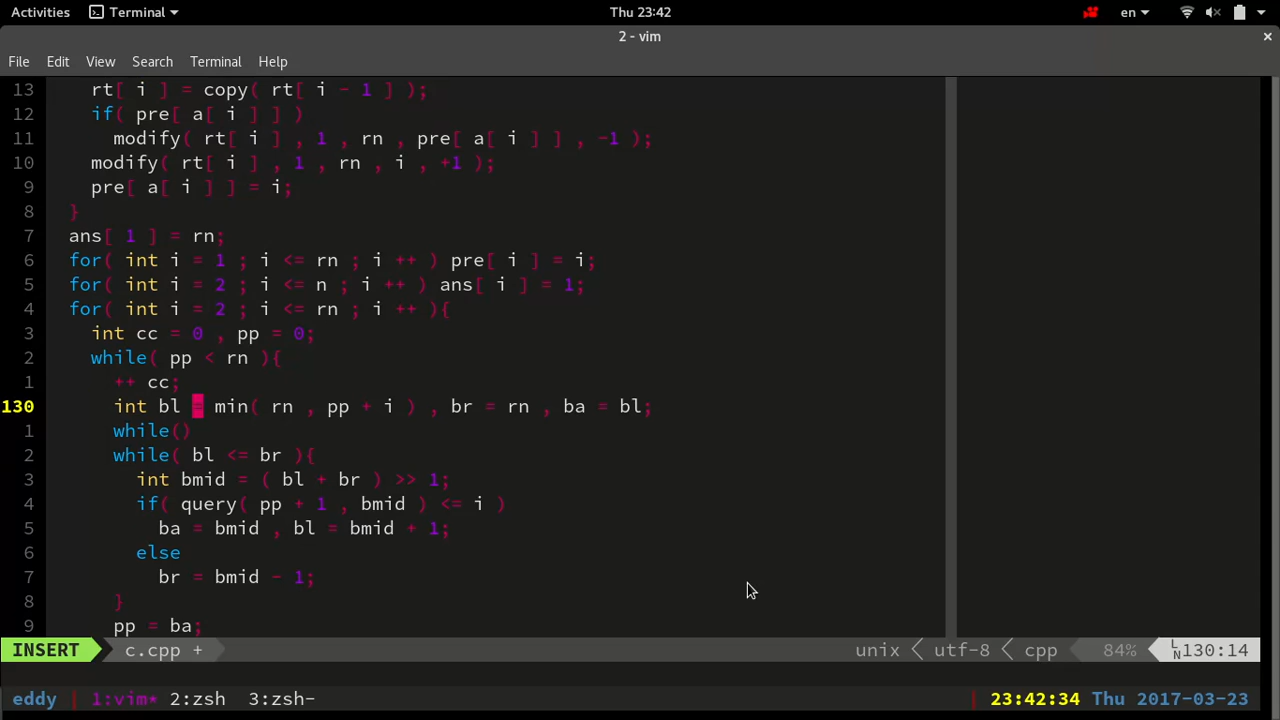 Activities Terminal Thu 23:42 en
2 - vim ×
File Edit View Search Terminal Help
13 rt[ i ] = copy( rt[ i - 1 ] );
12 if( pre[ a[ i ] ] )
11 modify( rt[ i ] , 1 , rn , pre[ a[ i ] ] , -1 );
10 modify( rt[ i ] , 1 , rn , i , +1 );
9 pre[ a[ i ] ] = i;
8 }
7 ans[ 1 ] = rn;
6 for( int i = 1 ; i <= rn ; i ++ ) pre[ i ] = i;
5 for( int i = 2 ; i <= n ; i ++ ) ans[ i ] = 1;
4 for( int i = 2 ; i <= rn ; i ++ ){
3 int cc = 0 , pp = 0;
2 while( pp < rn ){
1 ++ cc;
130 int bl = min( rn , pp + i ) , br = rn , ba = bl;
1 while()
2 while( bl <= br ){
3 int bmid = ( bl + br ) >> 1;
4 if( query( pp + 1 , bmid ) <= i )
5 ba = bmid , bl = bmid + 1;
6 else
7 br = bmid - 1;
8 }
9 pp = ba;
INSERT c.cpp + unix < utf-8 < cpp 84% LN130:14
eddy | 1:vim* 2:zsh 3:zsh- | 23:42:34 Thu 2017-03-23